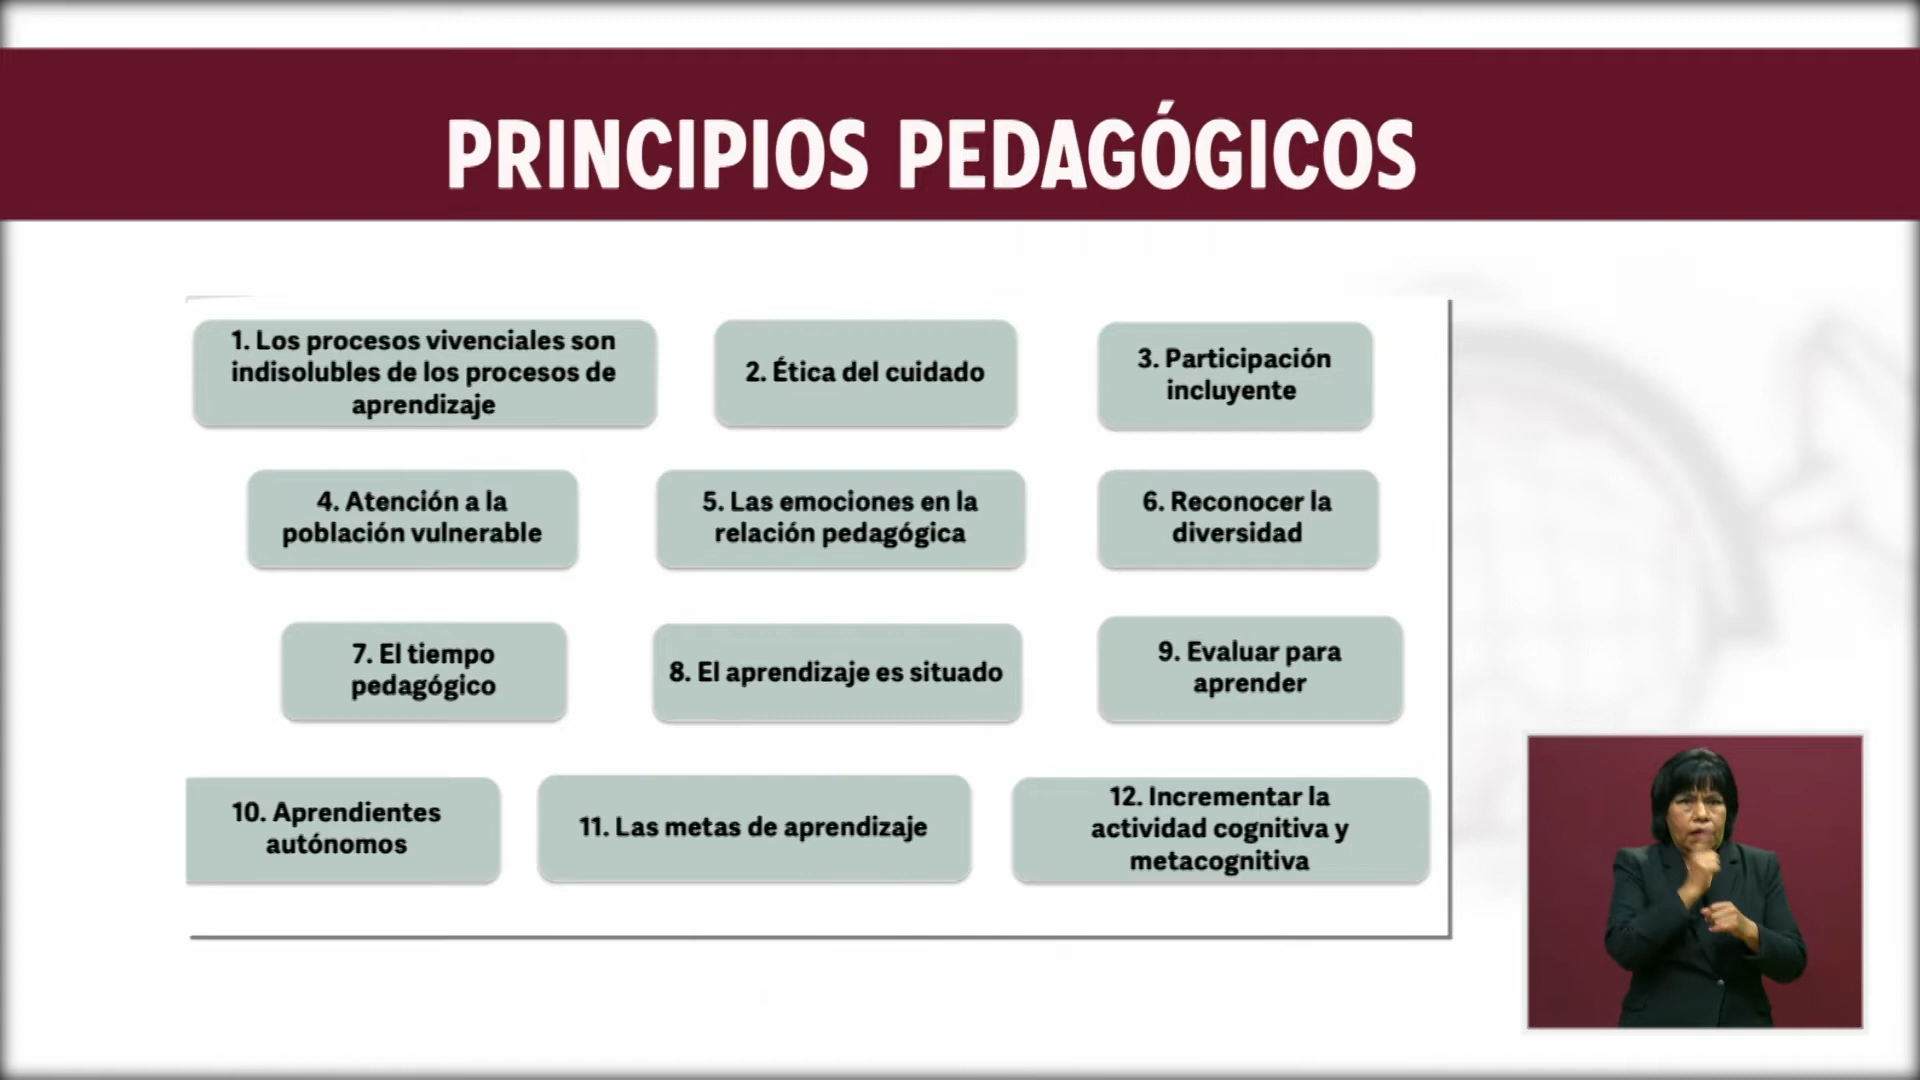 PRINCIPIOS PEDAGÓGICOS
1. Los procesos vivenciales son
indisolubles de los procesos de
aprendizaje
2. Ética del cuidado
3. Participación
incluyente
4. Atención a la
población vulnerable
5. Las emociones en la
relación pedagógica
6. Reconocer la
diversidad
7. El tiempo
pedagógico
8. El aprendizaje es situado
9. Evaluar para
aprender
10. Aprendientes
autónomos
11. Las metas de aprendizaje
12. Incrementar la
actividad cognitiva y
metacognitiva